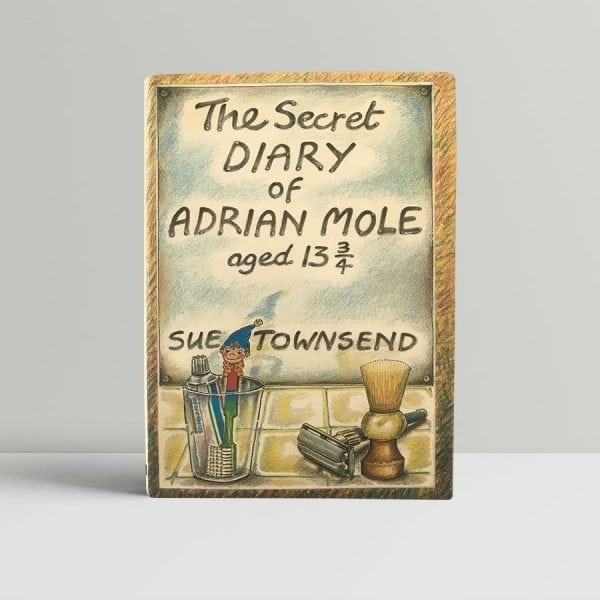 The Secret
DIARY
of
ADRIAN MOLE
aged 13 3/4
SUE TOWNSEND